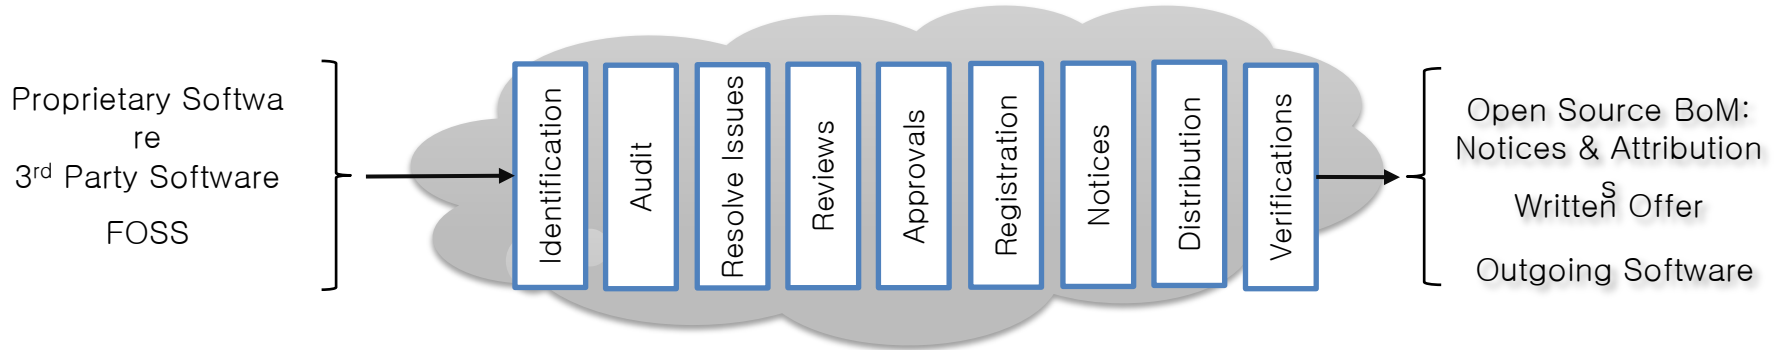 Proprietary Softwa
re
3rd Party Software
FOSS
Identification
Audit
Resolve Issues
Reviews
Approvals
Registration
Notices
Distribution
Verifications
Open Source BoM:
Notices & Attribution
s
Written Offer
Outgoing Software